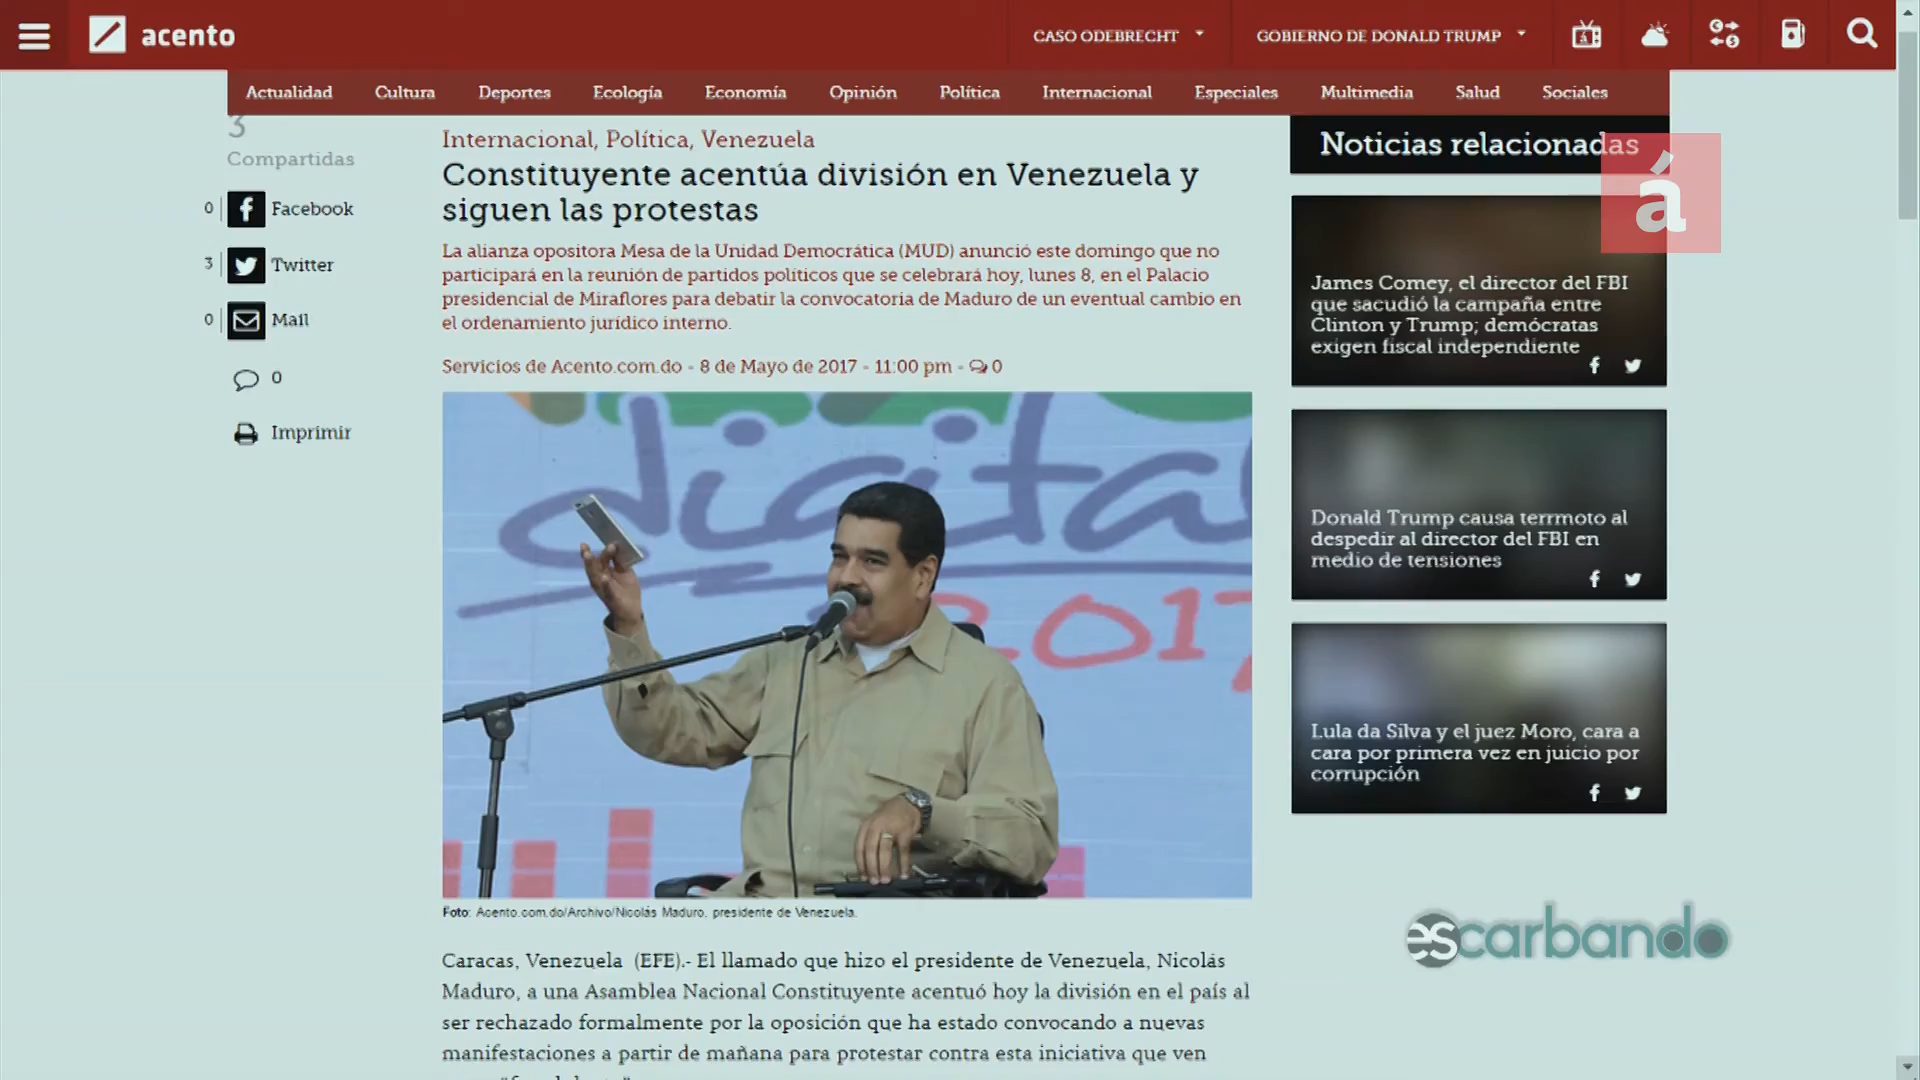 acento
CASO ODEBRECHT
GOBIERNO DE DONALD TRUMP
Actualidad
Cultura
Deportes
Ecología
Economía
Opinión
Política
Internacional
Especiales
Multimedia
Salud
Sociales
3
Compartidas
0
Facebook
3
Twitter
0
Mail
0
Imprimir
Internacional, Política, Venezuela
Constituyente acentúa división en Venezuela y
siguen las protestas
La alianza opositora Mesa de la Unidad Democrática (MUD) anunció este domingo que no
participará en la reunión de partidos políticos que se celebrará hoy, lunes 8, en el Palacio
presidencial de Miraflores para debatir la convocatoria de Maduro de un eventual cambio en
el ordenamiento jurídico interno.
Servicios de Acento.com.do - 8 de Mayo de 2017 - 11:00 pm - 0
digital
2017
Foto: Acento.com.do/Archivo/Nicolás Maduro, presidente de Venezuela.
Caracas, Venezuela (EFE).- El llamado que hizo el presidente de Venezuela, Nicolás
Maduro, a una Asamblea Nacional Constituyente acentuó hoy la división en el país al
ser rechazado formalmente por la oposición que ha estado convocando a nuevas
manifestaciones a partir de mañana para protestar contra esta iniciativa que ven
Noticias relacionadas
á
James Comey, el director del FBI
que sacudió la campaña entre
Clinton y Trump; demócratas
exigen fiscal independiente
Donald Trump causa terrmoto al
despedir al director del FBI en
medio de tensiones
Lula da Silva y el juez Moro, cara a
cara por primera vez en juicio por
corrupción
escarbando